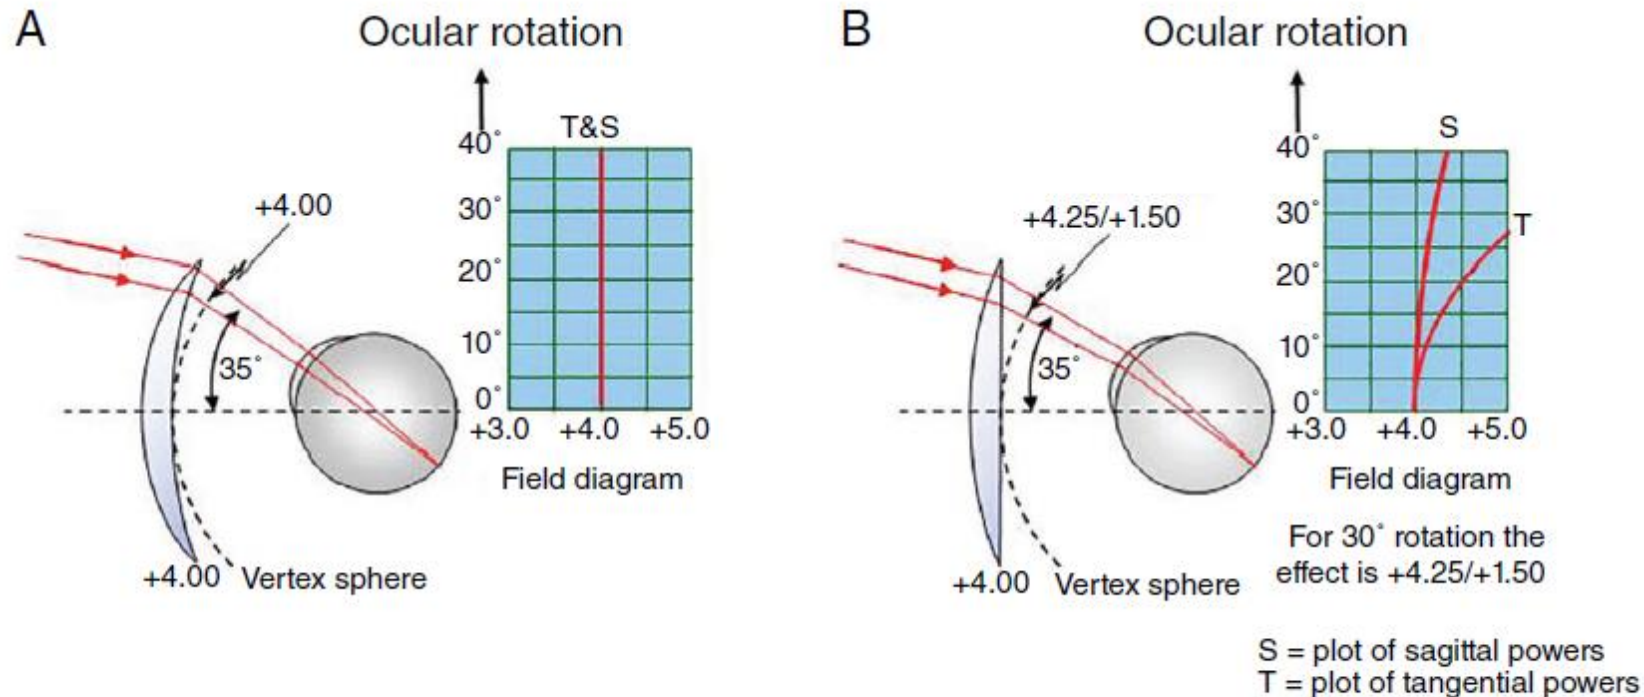 A
Ocular rotation
T&S
40°
30°
20°
10°
0°
+3.0 +4.0 +5.0
Field diagram
+4.00
35°
+4.00
Vertex sphere
B
Ocular rotation
S
T
40°
30°
20°
10°
0°
+3.0 +4.0 +5.0
Field diagram
+4.25/+1.50
35°
+4.00
Vertex sphere
For 30° rotation the
effect is +4.25/+1.50
S = plot of sagittal powers
T = plot of tangential powers